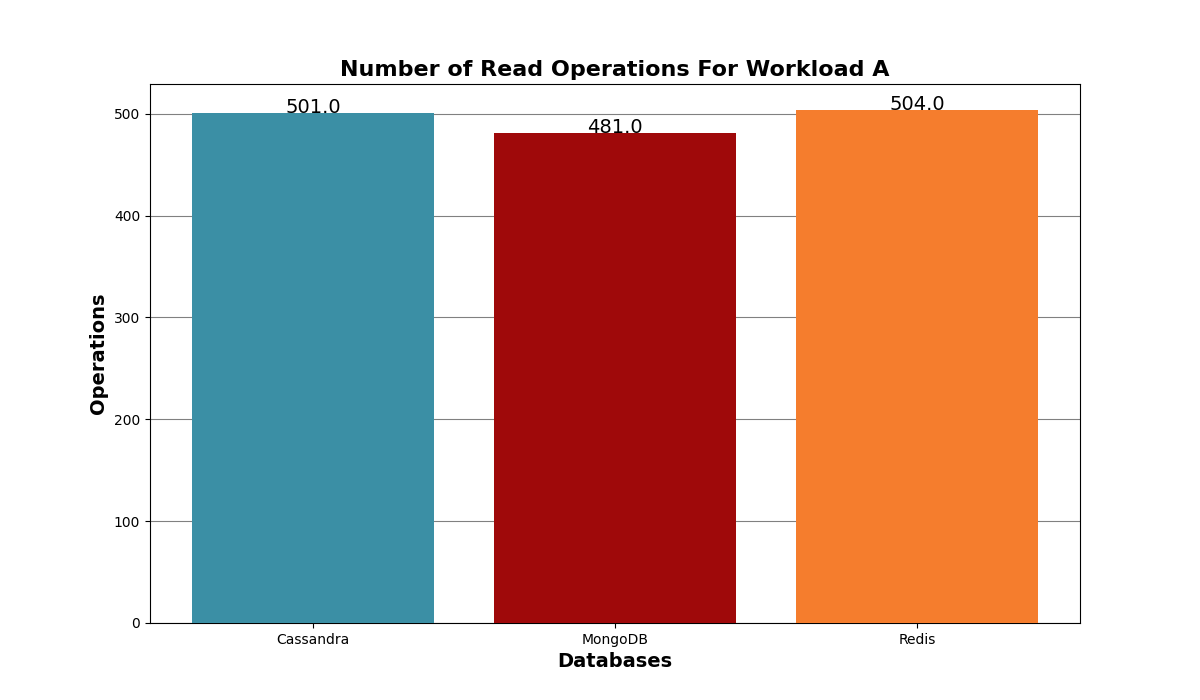 Number of Read Operations For Workload A
501.0
481.0
504.0
500
400
300
200
100
0
Operations
Cassandra
MongoDB
Redis
Databases